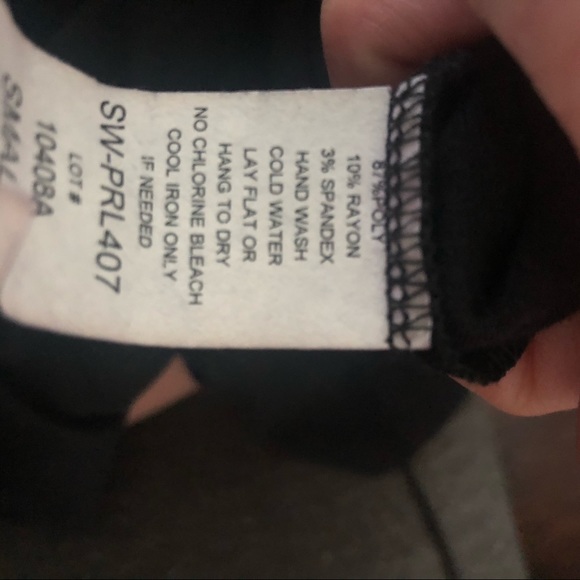 87% POLY
10% RAYON
3% SPANDEX
HAND WASH
COLD WATER
LAY FLAT OR
HANG TO DRY
NO CHLORINE BLEACH
COOL IRON ONLY
IF NEEDED
SW-PRL407
LOT #
10408A